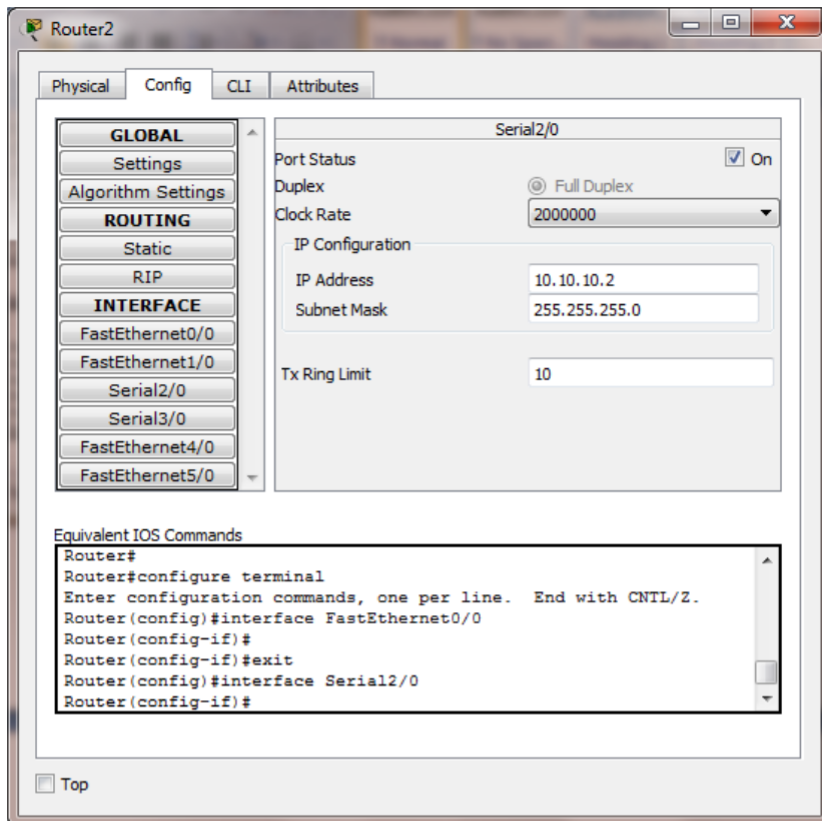 Router2
Physical Config CLI Attributes
GLOBAL
Settings
Algorithm Settings
ROUTING
Static
RIP
INTERFACE
FastEthernet0/0
FastEthernet1/0
Serial2/0
Serial3/0
FastEthernet4/0
FastEthernet5/0
Serial2/0
Port Status On
Duplex Full Duplex
Clock Rate 2000000
IP Configuration
IP Address 10.10.10.2
Subnet Mask 255.255.255.0
Tx Ring Limit 10
Equivalent IOS Commands
Router#
Router#configure terminal
Enter configuration commands, one per line.  End with CNTL/Z.
Router(config)#interface FastEthernet0/0
Router(config-if)#
Router(config-if)#exit
Router(config)#interface Serial2/0
Router(config-if)#
Top